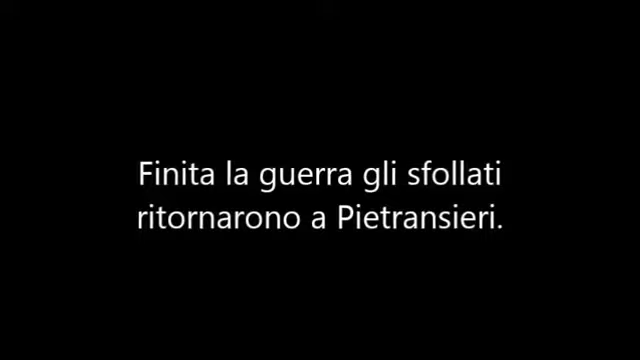 Finita la guerra gli sfollati
ritornarono a Pietransieri.